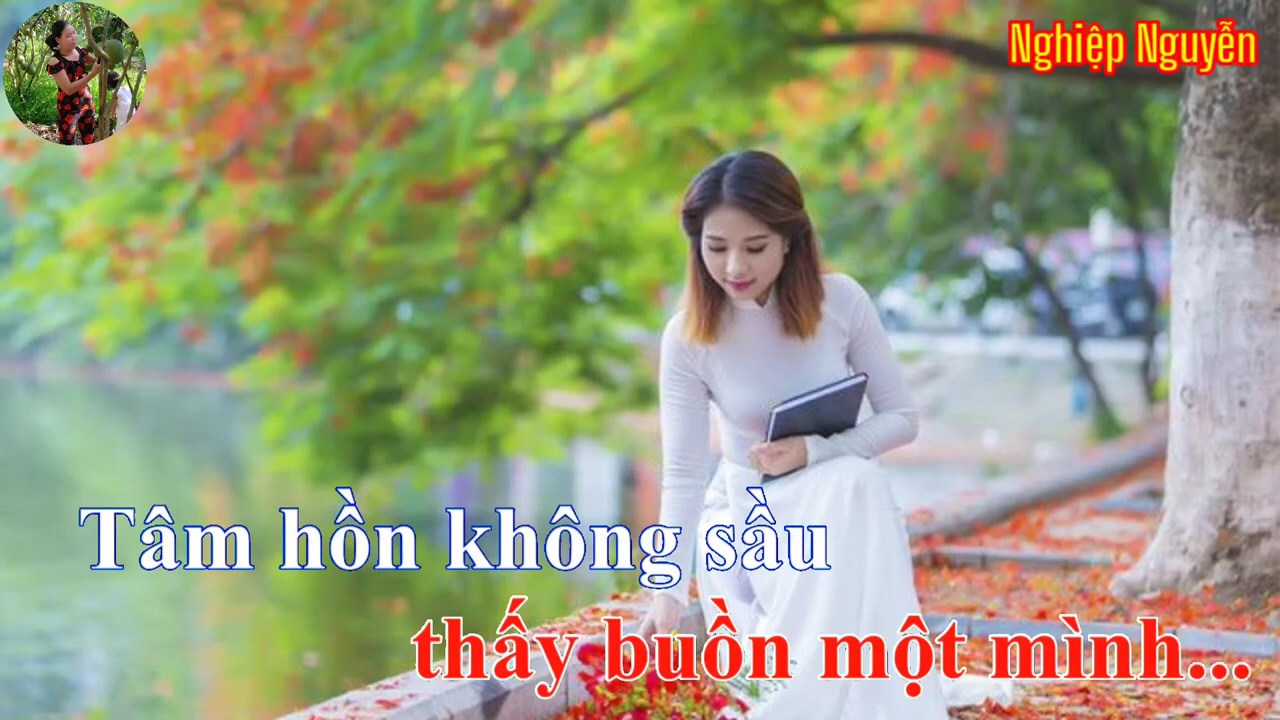 Nghiệp Nguyễn
Tâm hồn không sầu
thấy buồn một mình...